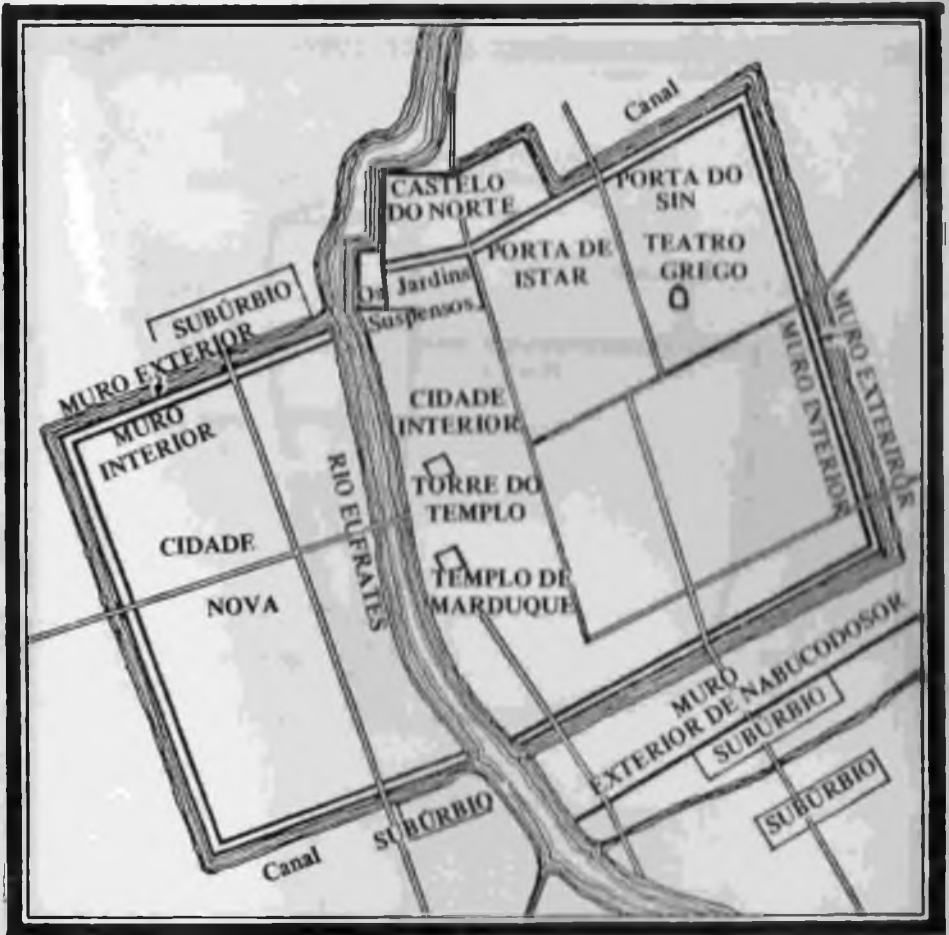 Canal
CASTELO
DO NORTE
PORTA DO
SIN
PORTA DE
ISTAR
TEATRO
GREGO
Os Jardins
Suspensos
SUBÚRBIO
MURO EXTERIOR
MURO
INTERIOR
MURO INTERIOR
MURO EXTERIROR
CIDADE
INTERIOR
RIO EUFRATES
TORRE DO
TEMPLO
CIDADE
NOVA
TEMPLO DE
MARDUQUE
MURO
EXTERIOR DE NABUCODOSOR
SUBÚRBIO
SUBÚRBIO
SUBÚRBIO
Canal